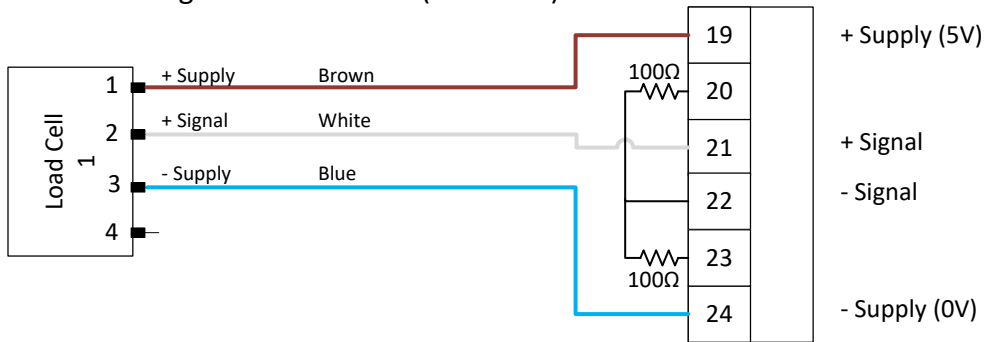 19
+ Supply (5V)
100Ω
20
1
+ Supply
Brown
2
+ Signal
White
21
+ Signal
Load Cell
1
3
- Supply
Blue
22
- Signal
4
23
100Ω
24
- Supply (0V)